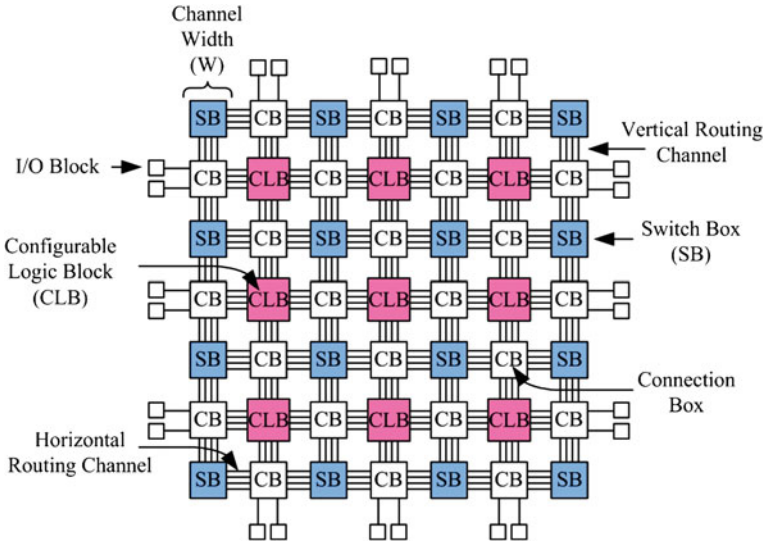 Channel
Width
(W)
SB CB SB CB SB CB SB
Vertical Routing
Channel
I/O Block
CB CLB CB CLB CB CLB CB
SB CB SB CB SB CB SB
Switch Box
(SB)
Configurable
Logic Block
(CLB)
CB CLB CB CLB CB CLB CB
SB CB SB CB SB CB SB
Connection
Box
CB CLB CB CLB CB CLB CB
Horizontal
Routing Channel
SB CB SB CB SB CB SB